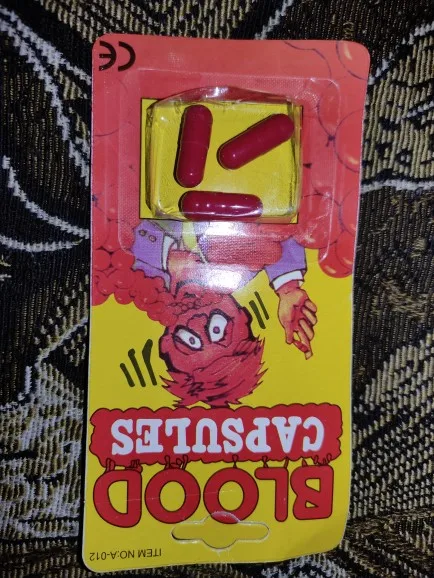 ITEM NO:A-012
BLOOD
CAPSULES
CE